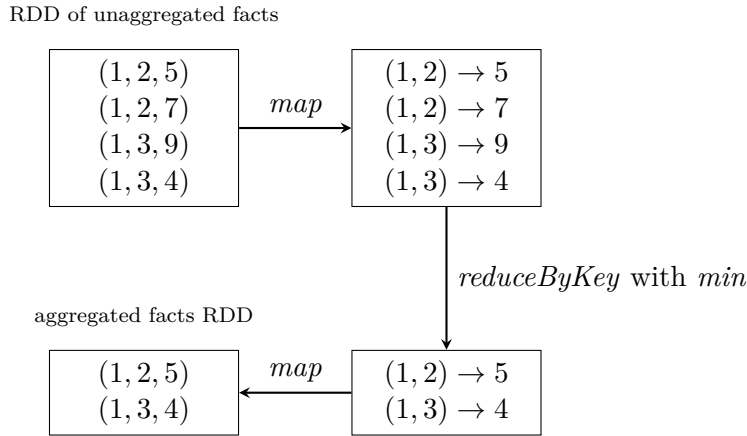 RDD of unaggregated facts
(1, 2, 5)
(1, 2, 7)
(1, 3, 9)
(1, 3, 4)
map
(1, 2) → 5
(1, 2) → 7
(1, 3) → 9
(1, 3) → 4
reduceByKey with min
aggregated facts RDD
(1, 2, 5)
(1, 3, 4)
map
(1, 2) → 5
(1, 3) → 4